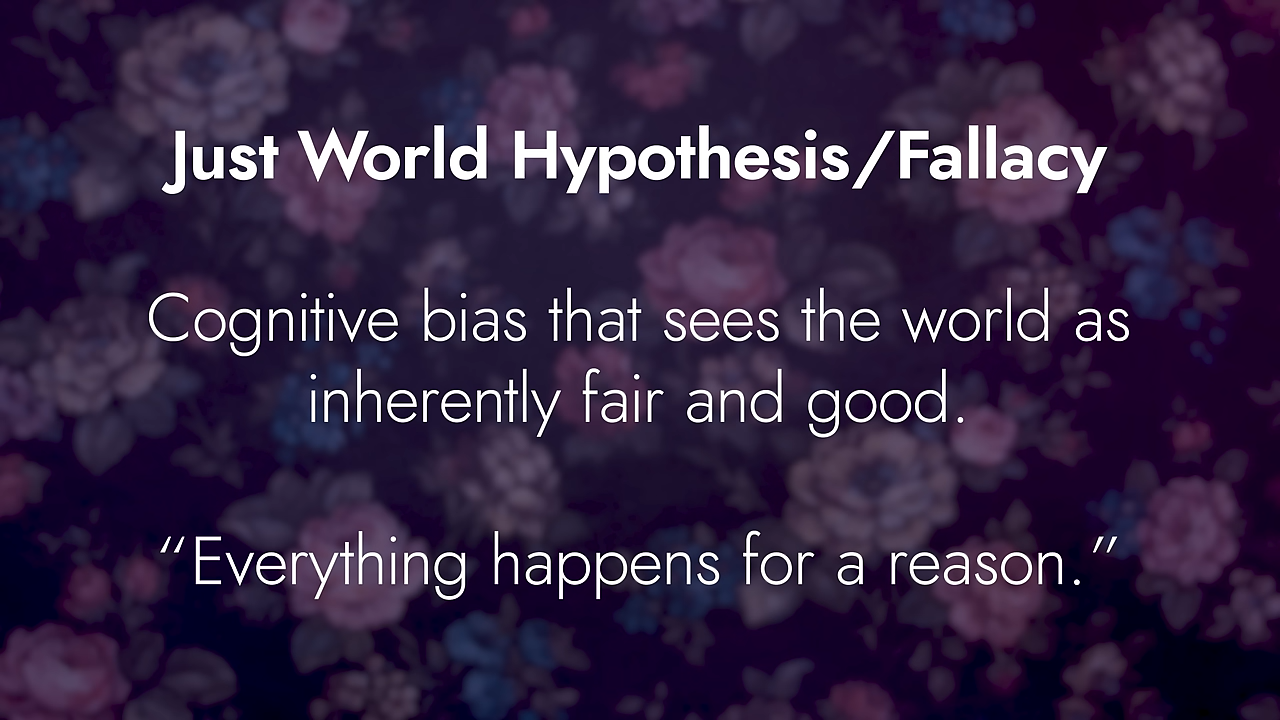 Just World Hypothesis/Fallacy
Cognitive bias that sees the world as
inherently fair and good.
“Everything happens for a reason.”